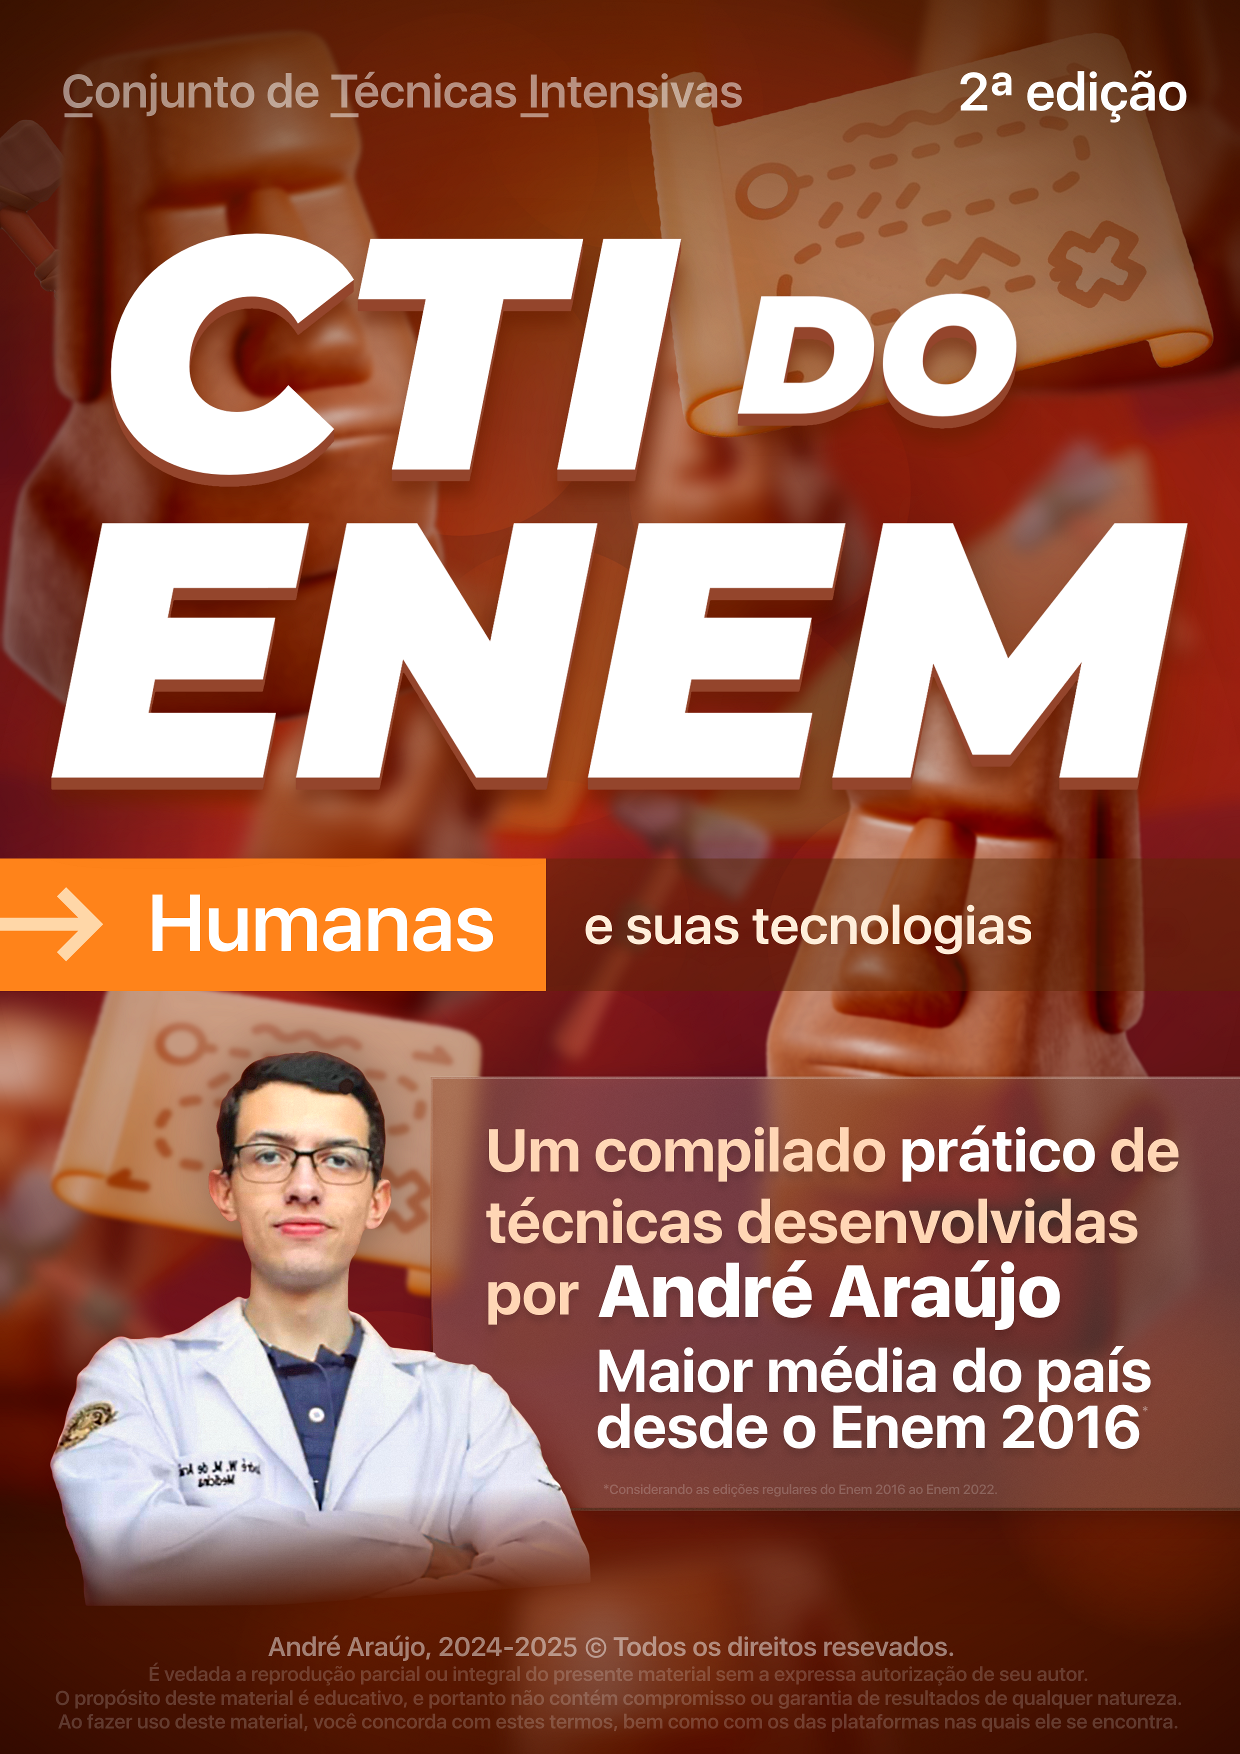 Conjunto de Técnicas Intensivas
2ª edição
CTI DO
ENEM
Humanas
e suas tecnologias
Um compilado prático de
técnicas desenvolvidas
por André Araújo
Maior média do país
desde o Enem 2016*
*Considerando as edições regulares do Enem 2016 ao Enem 2022.
André Araújo, 2024-2025 © Todos os direitos resevados.
É vedada a reprodução parcial ou integral do presente material sem a expressa autorização de seu autor.
O propósito deste material é educativo, e portanto não contém compromisso ou garantia de resultados de qualquer natureza.
Ao fazer uso deste material, você concorda com estes termos, bem como com os das plataformas nas quais ele se encontra.